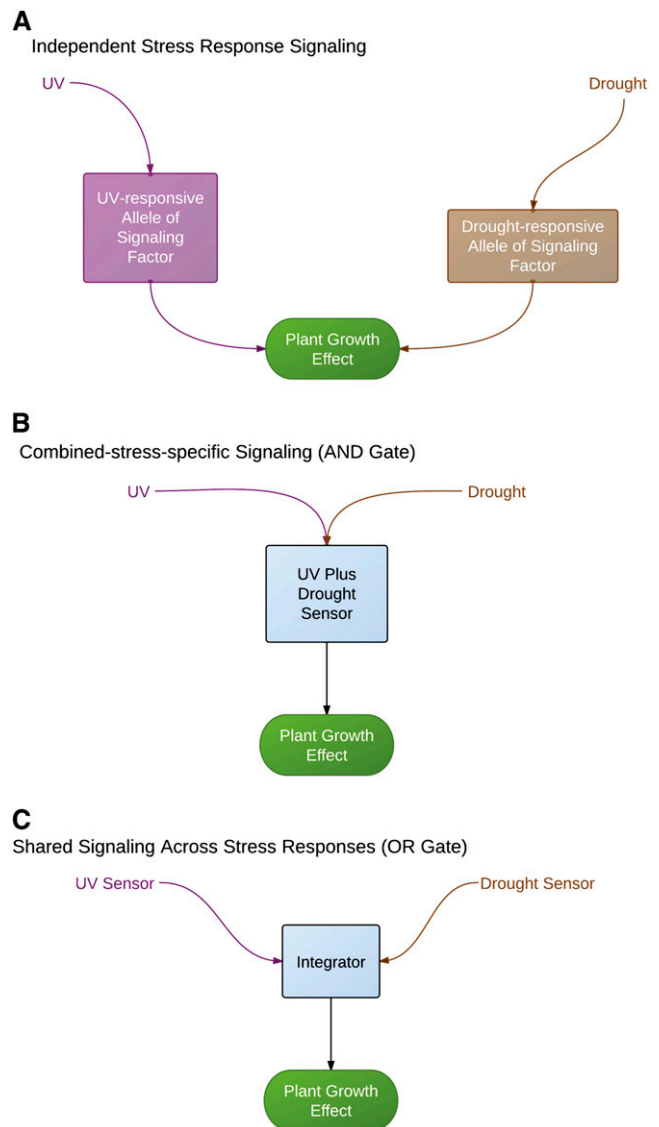 A
Independent Stress Response Signaling
UV
Drought
UV-responsive
Allele of
Signaling
Factor
Drought-responsive
Allele of Signaling
Factor
Plant Growth
Effect
B
Combined-stress-specific Signaling (AND Gate)
UV
Drought
UV Plus
Drought
Sensor
Plant Growth
Effect
C
Shared Signaling Across Stress Responses (OR Gate)
UV Sensor
Drought Sensor
Integrator
Plant Growth
Effect